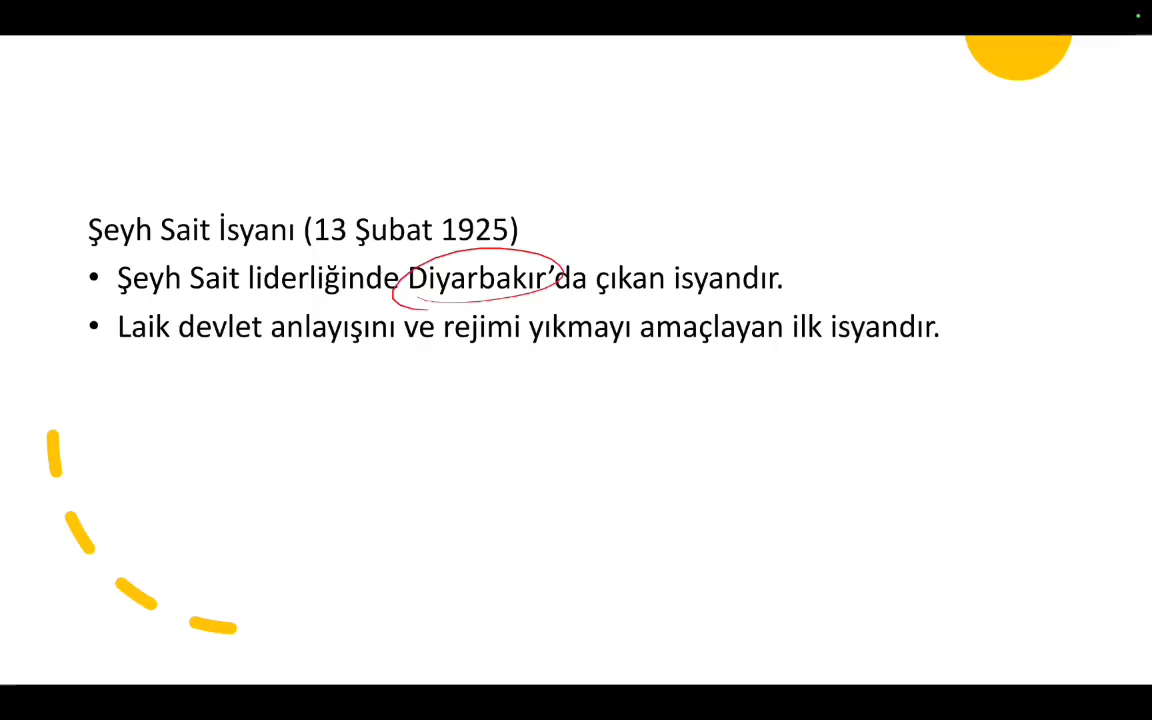 Şeyh Sait İsyanı (13 Şubat 1925)
• Şeyh Sait liderliğinde Diyarbakır’da çıkan isyandır.
• Laik devlet anlayışını ve rejimi yıkmayı amaçlayan ilk isyandır.